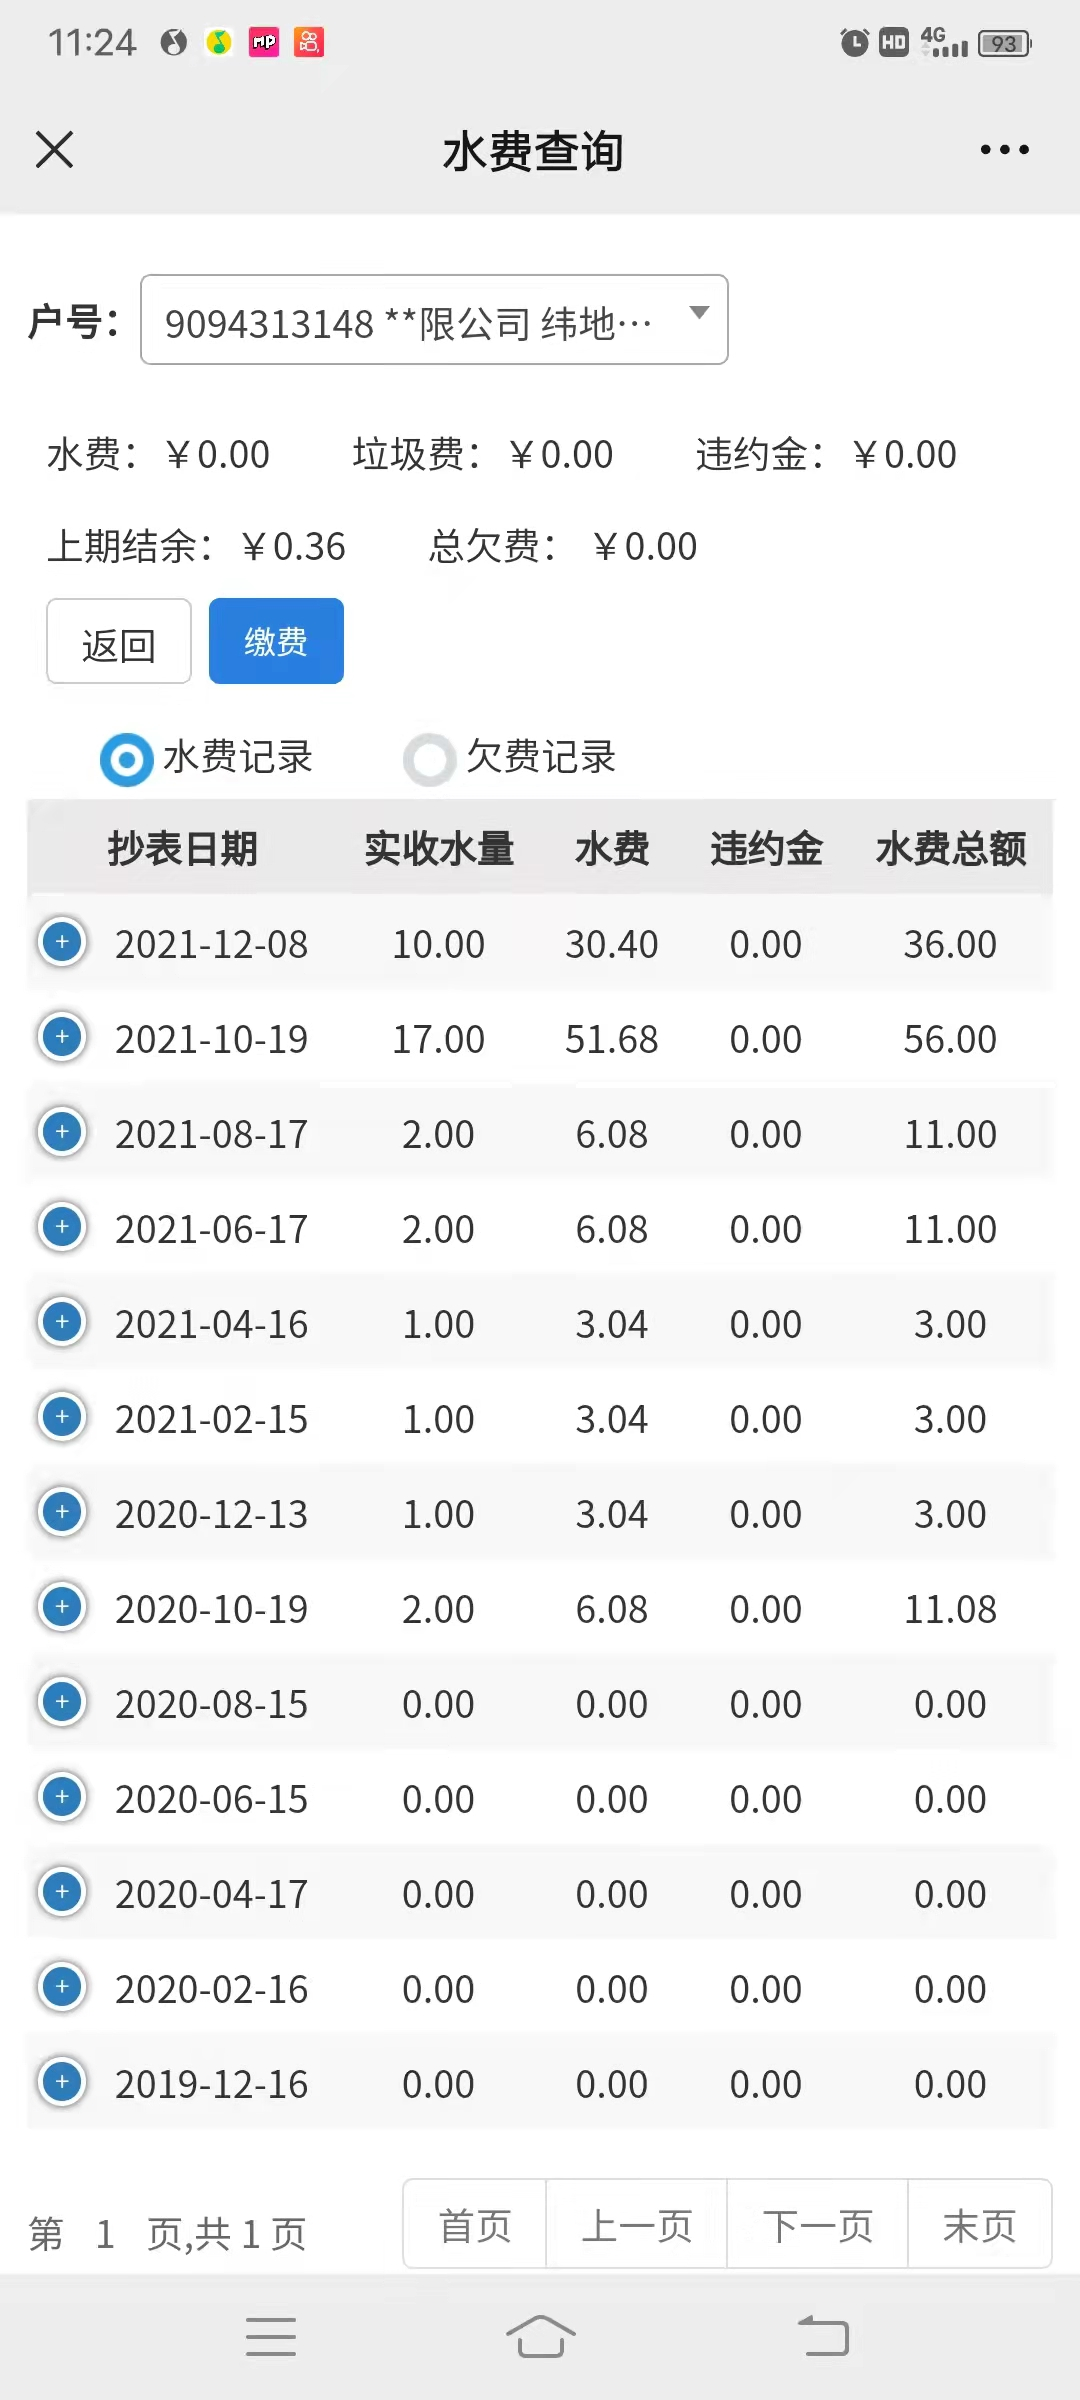 11:24 MP HD 4G 93
水费查询
户号： 9094313148 **限公司 纬地…
水费：￥0.00 垃圾费：￥0.00 违约金：￥0.00
上期结余：￥0.36 总欠费：￥0.00
返回 缴费
水费记录 欠费记录
抄表日期 实收水量 水费 违约金 水费总额
2021-12-08 10.00 30.40 0.00 36.00
2021-10-19 17.00 51.68 0.00 56.00
2021-08-17 2.00 6.08 0.00 11.00
2021-06-17 2.00 6.08 0.00 11.00
2021-04-16 1.00 3.04 0.00 3.00
2021-02-15 1.00 3.04 0.00 3.00
2020-12-13 1.00 3.04 0.00 3.00
2020-10-19 2.00 6.08 0.00 11.08
2020-08-15 0.00 0.00 0.00 0.00
2020-06-15 0.00 0.00 0.00 0.00
2020-04-17 0.00 0.00 0.00 0.00
2020-02-16 0.00 0.00 0.00 0.00
2019-12-16 0.00 0.00 0.00 0.00
第 1 页,共 1 页 首页 上一页 下一页 末页